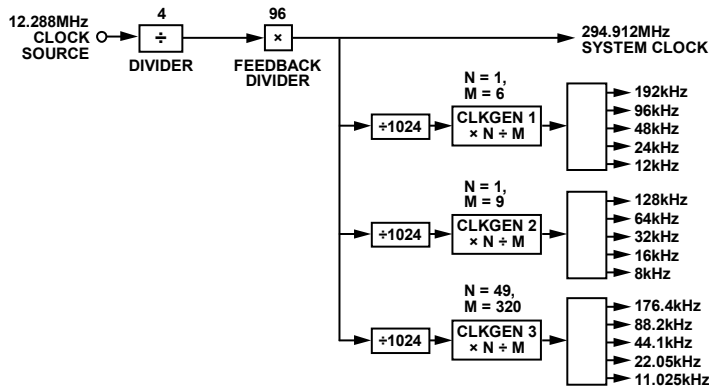 12.288MHz
CLOCK
SOURCE
4
÷
DIVIDER
96
×
FEEDBACK
DIVIDER
294.912MHz
SYSTEM CLOCK
N = 1,
M = 6
÷1024
CLKGEN 1
× N ÷ M
192kHz
96kHz
48kHz
24kHz
12kHz
N = 1,
M = 9
÷1024
CLKGEN 2
× N ÷ M
128kHz
64kHz
32kHz
16kHz
8kHz
N = 49,
M = 320
÷1024
CLKGEN 3
× N ÷ M
176.4kHz
88.2kHz
44.1kHz
22.05kHz
11.025kHz